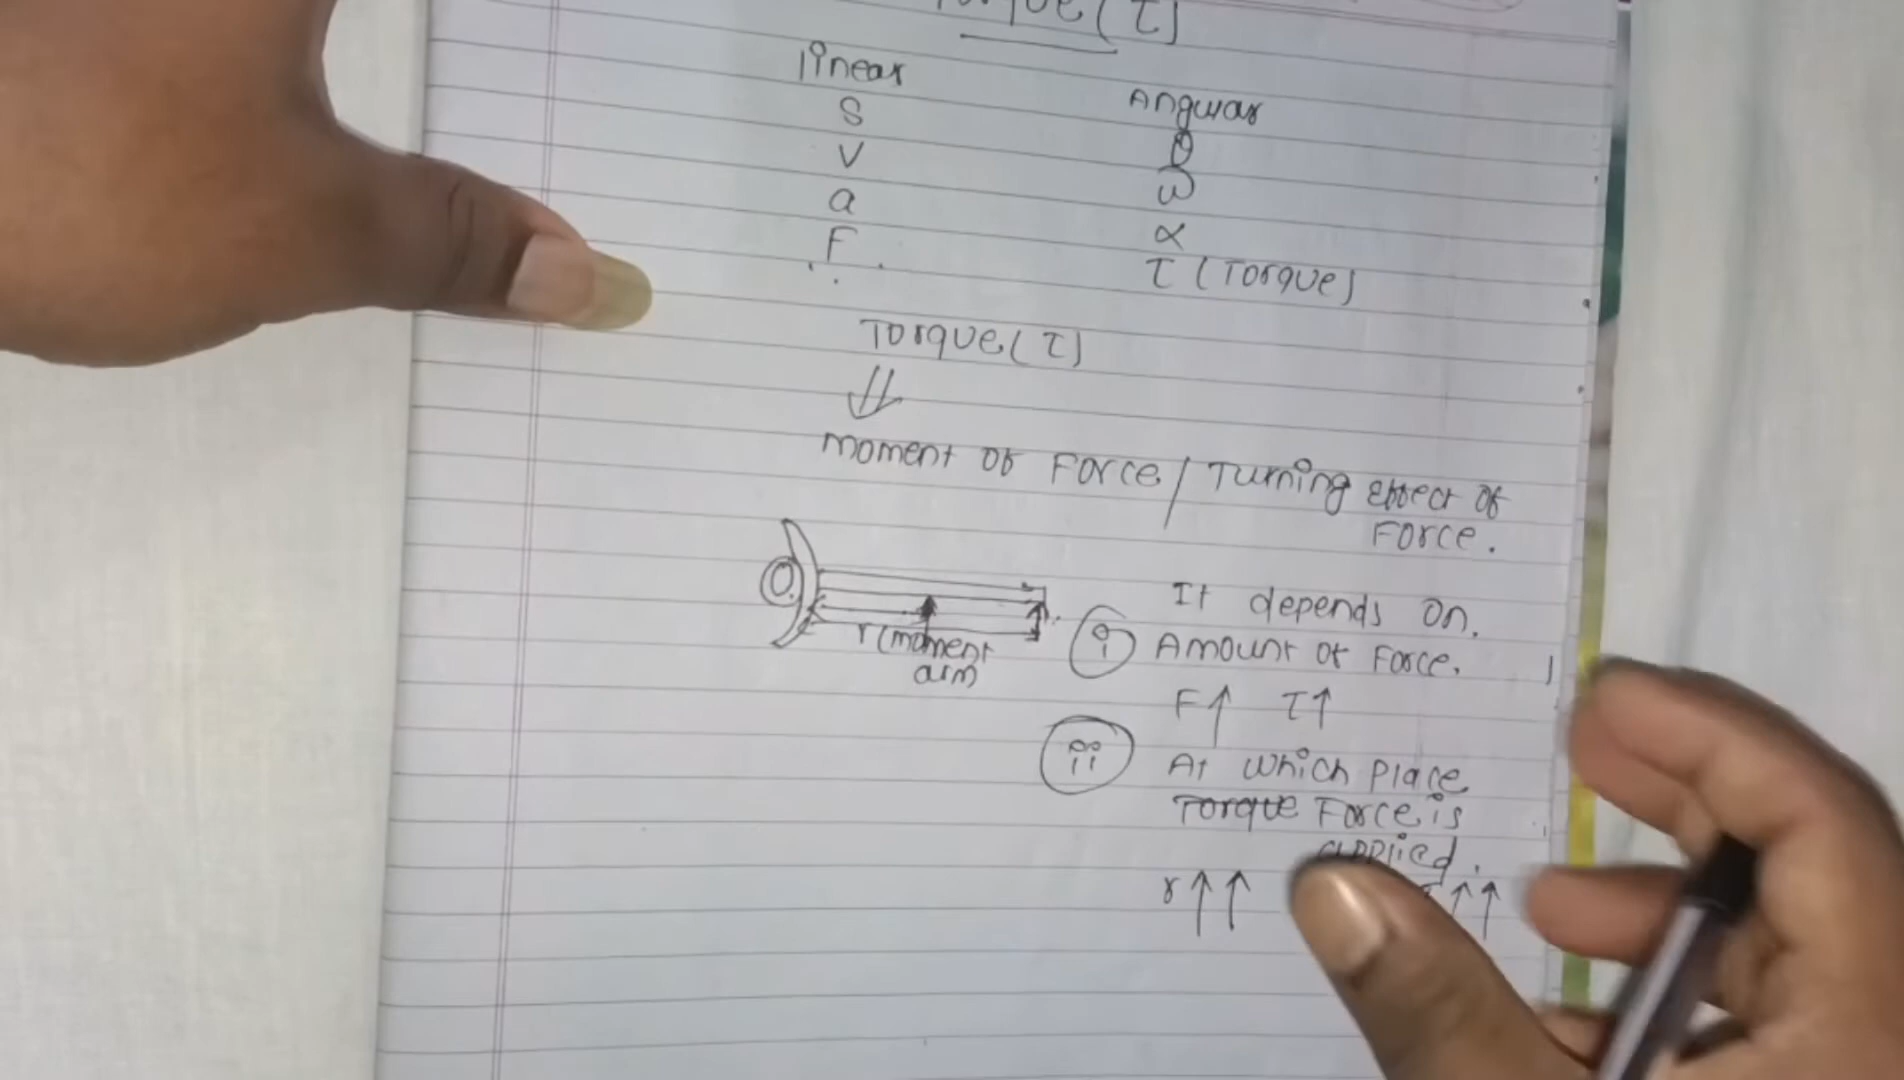 Torque (τ)
linear Angular
S θ
V ω
a α
F τ (Torque)
Torque (τ)
⇓
moment of Force / Turning Effect of
Force.
It depends on.
r (moment
arm
(i) Amount of Force.
F↑ τ↑
(ii) At which place
Torque Force is
applied.
r↑↑ ↑↑